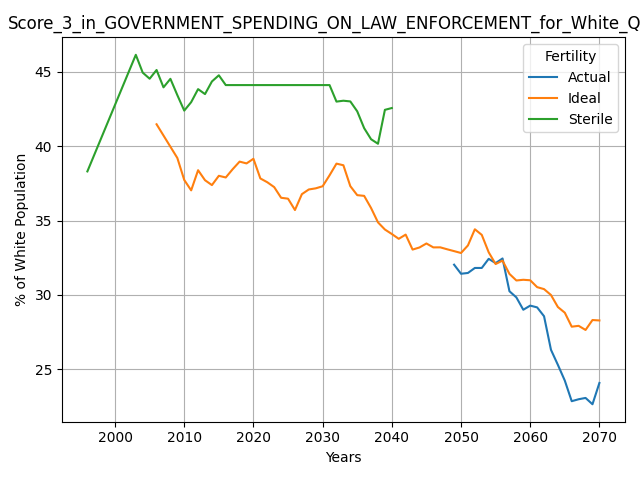 Score_3_in_GOVERNMENT_SPENDING_ON_LAW_ENFORCEMENT_for_White_Q
Fertility
Actual
Ideal
Sterile
% of White Population
45
40
35
30
25
2000 2010 2020 2030 2040 2050 2060 2070
Years